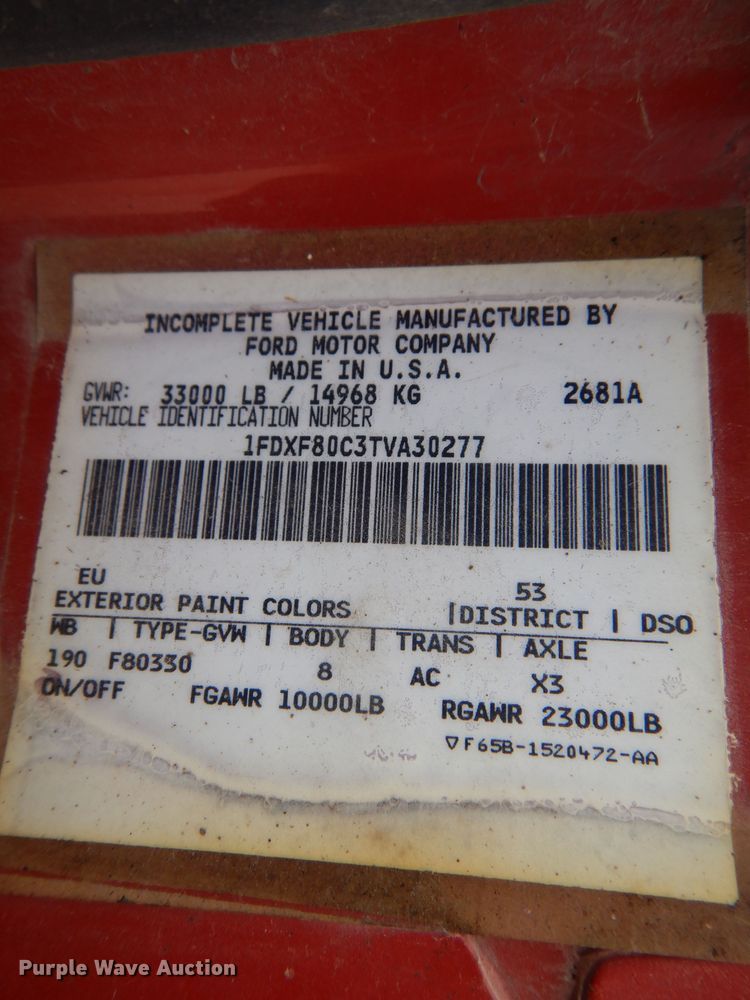 INCOMPLETE VEHICLE MANUFACTURED BY
FORD MOTOR COMPANY
MADE IN U.S.A.
GVWR: 33000 LB / 14968 KG 2681A
VEHICLE IDENTIFICATION NUMBER
1FDXF80C3TVA30277
EU 53
EXTERIOR PAINT COLORS |DISTRICT | DSO
WB | TYPE-GVW | BODY | TRANS | AXLE
190 F80330 8 AC X3
ON/OFF FGAWR 10000LB RGAWR 23000LB
▽F65B-1520472-AA
Purple Wave Auction